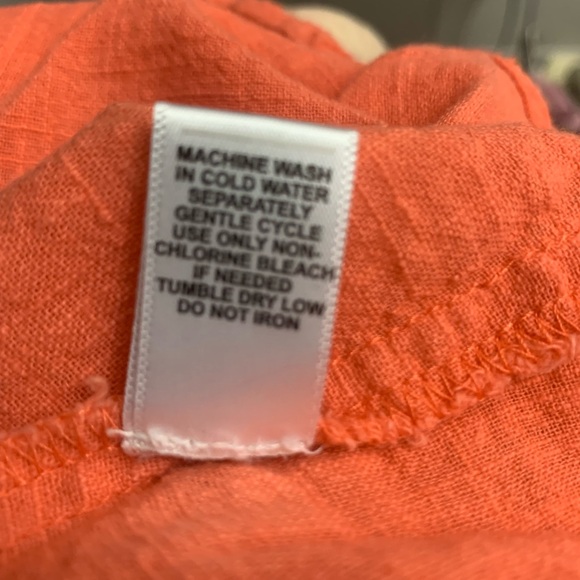 MACHINE WASH
IN COLD WATER
SEPARATELY
GENTLE CYCLE
USE ONLY NON-
CHLORINE BLEACH
IF NEEDED
TUMBLE DRY LOW
DO NOT IRON